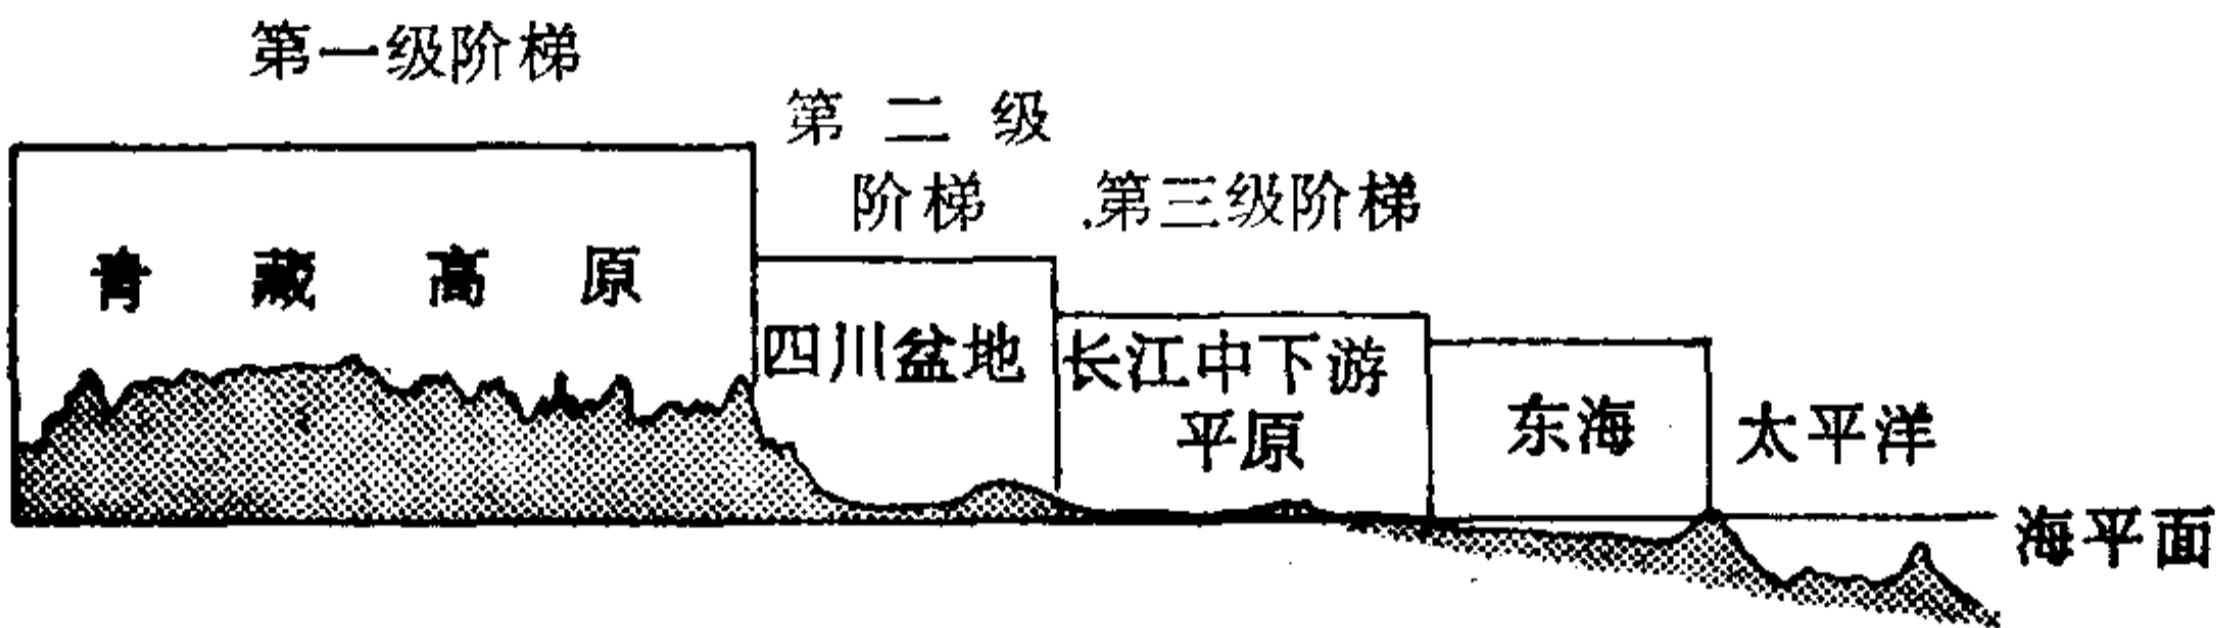 第一级阶梯
第二级
阶梯
第三级阶梯
青藏高原
四川盆地
长江中下游
平原
东海
太平洋
海平面